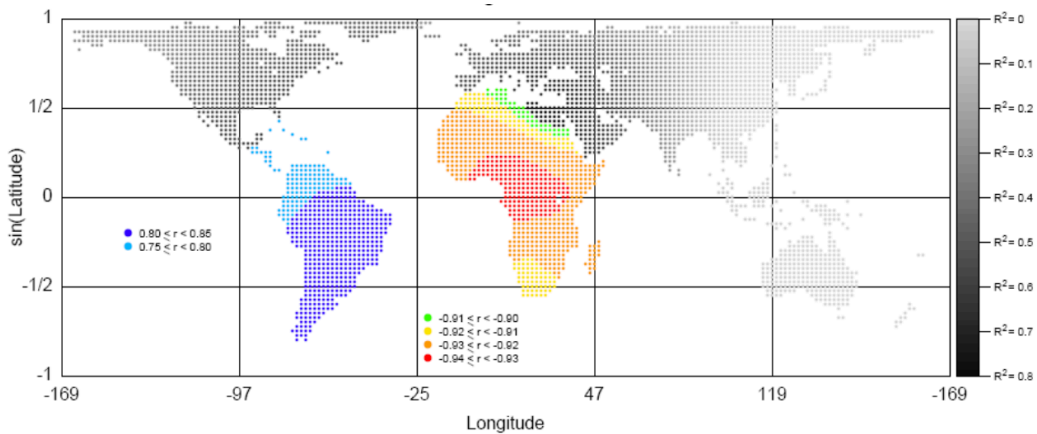 1
1/2
0
-1/2
-1
sin(Latitude)
-169
-97
-25
47
119
-169
Longitude
0.80 ≤ r < 0.85
0.75 ≤ r < 0.80
-0.91 ≤ r < -0.90
-0.92 ≤ r < -0.91
-0.93 ≤ r < -0.92
-0.94 ≤ r < -0.93
R²= 0
R²= 0.1
R²= 0.2
R²= 0.3
R²= 0.4
R²= 0.5
R²= 0.6
R²= 0.7
R²= 0.8